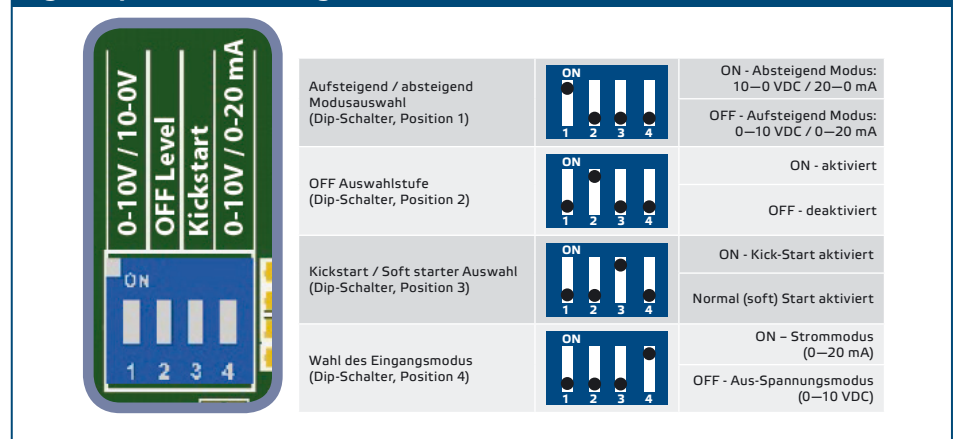 0-10V / 10-0V
OFF Level
Kickstart
0-10V / 0-20 mA
ON
1 2 3 4
Aufsteigend / absteigend
Modusauswahl
(Dip-Schalter, Position 1)
ON
1 2 3 4
ON - Absteigend Modus:
10—0 VDC / 20—0 mA
OFF - Aufsteigend Modus:
0—10 VDC / 0—20 mA
OFF Auswahlstufe
(Dip-Schalter, Position 2)
ON
1 2 3 4
ON - aktiviert
OFF - deaktiviert
Kickstart / Soft starter Auswahl
(Dip-Schalter, Position 3)
ON
1 2 3 4
ON - Kick-Start aktiviert
Normal (soft) Start aktiviert
Wahl des Eingangsmodus
(Dip-Schalter, Position 4)
ON
1 2 3 4
ON – Strommodus
(0—20 mA)
OFF - Aus-Spannungsmodus
(0—10 VDC)